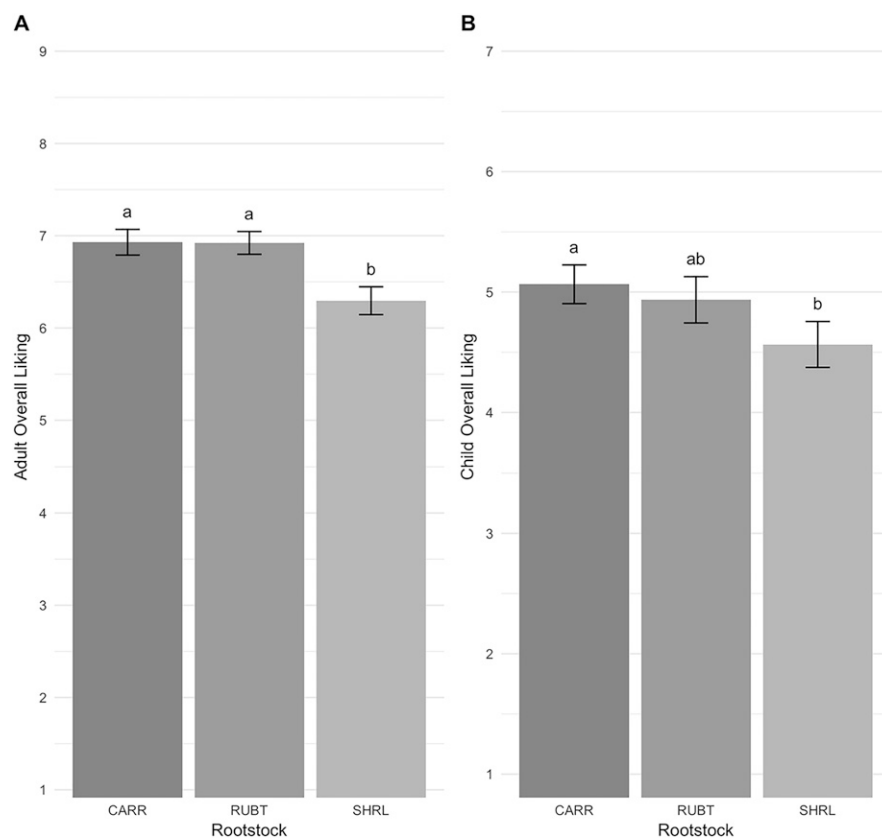 A
9
8
7
6
5
4
3
2
1
Adult Overall Liking
a
a
b
CARR RUBT SHRL
Rootstock
B
7
6
5
4
3
2
1
Child Overall Liking
a
ab
b
CARR RUBT SHRL
Rootstock